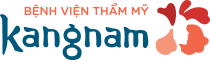 BỆNH VIỆN THẨM MỸ
kangnam